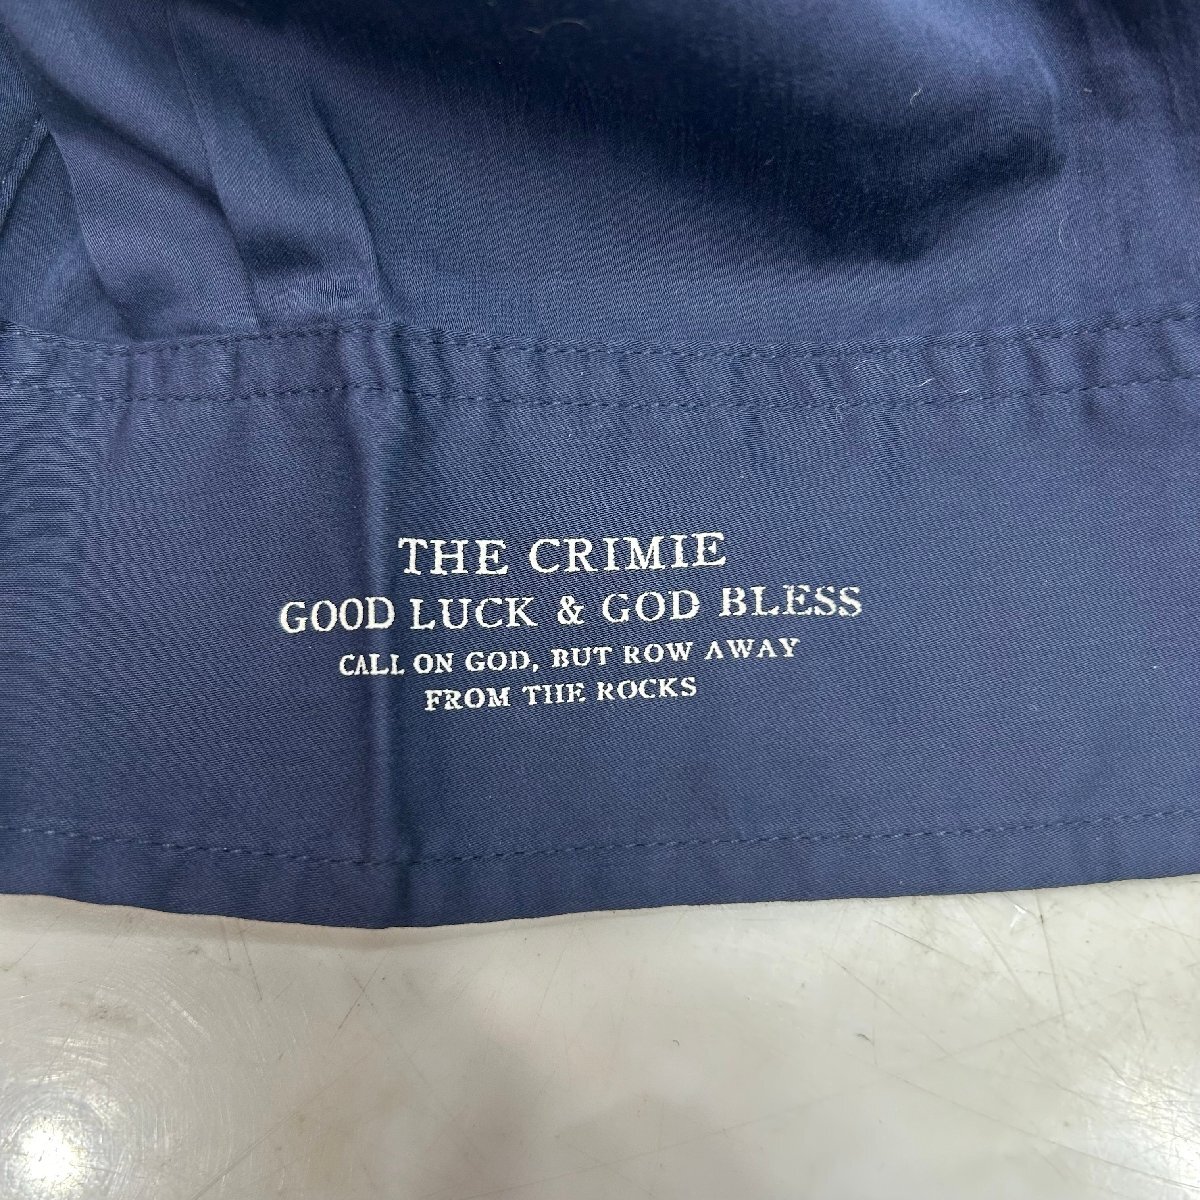 THE CRIMIE
GOOD LUCK & GOD BLESS
CALL ON GOD, BUT ROW AWAY
FROM THE ROCKS